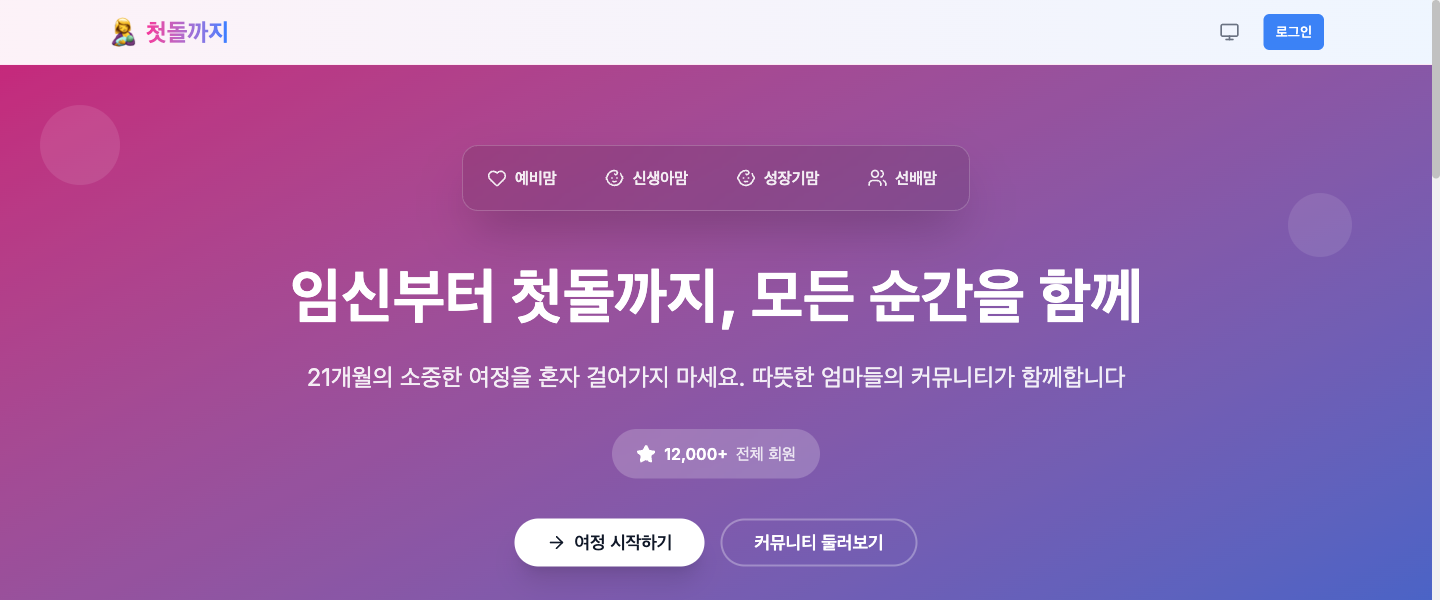 첫돌까지
로그인
예비맘 신생아맘 성장기맘 선배맘
임신부터 첫돌까지, 모든 순간을 함께
21개월의 소중한 여정을 혼자 걸어가지 마세요. 따뜻한 엄마들의 커뮤니티가 함께합니다
12,000+ 전체 회원
여정 시작하기 커뮤니티 둘러보기